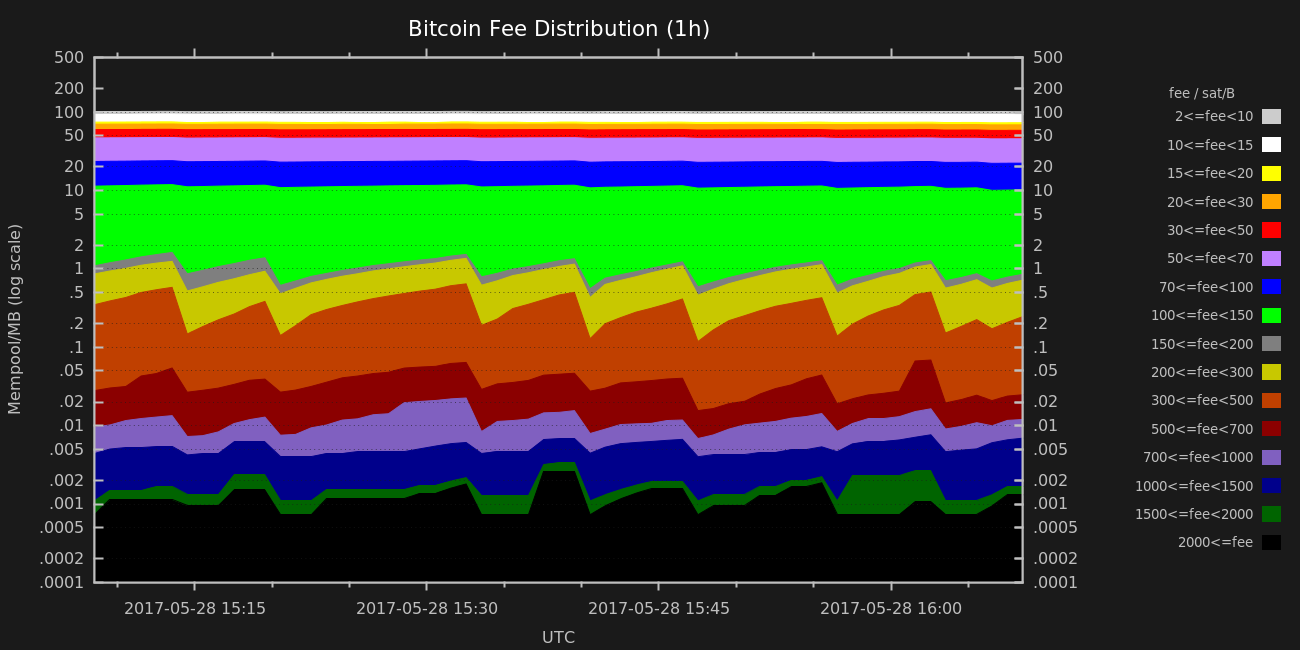 Bitcoin Fee Distribution (1h)
Mempool/MB (log scale)
500
200
100
50
20
10
5
2
1
.5
.2
.1
.05
.02
.01
.005
.002
.001
.0005
.0002
.0001
500
200
100
50
20
10
5
2
1
.5
.2
.1
.05
.02
.01
.005
.002
.001
.0005
.0002
.0001
2017-05-28 15:15 2017-05-28 15:30 2017-05-28 15:45 2017-05-28 16:00
UTC
fee / sat/B
2<=fee<10
10<=fee<15
15<=fee<20
20<=fee<30
30<=fee<50
50<=fee<70
70<=fee<100
100<=fee<150
150<=fee<200
200<=fee<300
300<=fee<500
500<=fee<700
700<=fee<1000
1000<=fee<1500
1500<=fee<2000
2000<=fee